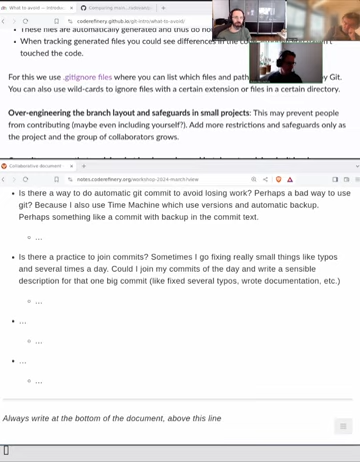 What to avoid —
Comparing main...radioac
coderefinery.github.io/git-intro/what-to-avoid/
These files are automatically generated and thus do no
When tracking generated files you could see differences in the
touched the code.
For this we use .gitignore files where you can list which files and path
y Git.
You can also use wild-cards to ignore files with a certain extension or files in a certain directory.
Over-engineering the branch layout and safeguards in small projects: This may prevent people
from contributing (maybe even including yourself?). Add more restrictions and safeguards only as
the project and the group of collaborators grows.
Collaborative document
notes.coderefinery.org/
Is there a way to do automatic git commit to avoid losing work? Perhaps a bad way to use
git? Because I also use Time Machine which use versions and automatic backup.
Perhaps something like a commit with backup in the commit text.
...
Is there a practice to join commits? Sometimes I go fixing really small things like typos
and several times a day. Could I join my commits of the day and write a sensible
description for that one big commit (like fixed several typos, wrote documentation, etc.)
...
...
...
...
...
Always write at the bottom of the document, above this line